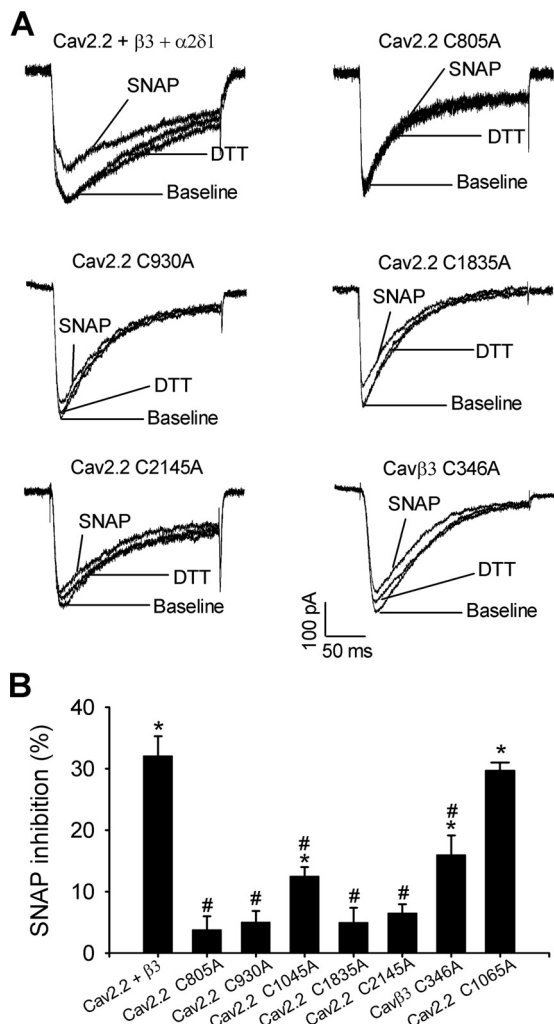 A
Cav2.2 + β3 + α2δ1
SNAP
DTT
Baseline
Cav2.2 C805A
SNAP
DTT
Baseline
Cav2.2 C930A
SNAP
DTT
Baseline
Cav2.2 C1835A
SNAP
DTT
Baseline
Cav2.2 C2145A
SNAP
DTT
Baseline
Cavβ3 C346A
SNAP
DTT
Baseline
100 pA
50 ms
B
SNAP inhibition (%)
40
30
20
10
0
*
#
#
#
*
#
#
#
*
*
Cav2.2 + β3
Cav2.2 C805A
Cav2.2 C930A
Cav2.2 C1045A
Cav2.2 C1835A
Cav2.2 C2145A
Cavβ3 C346A
Cav2.2 C1065A